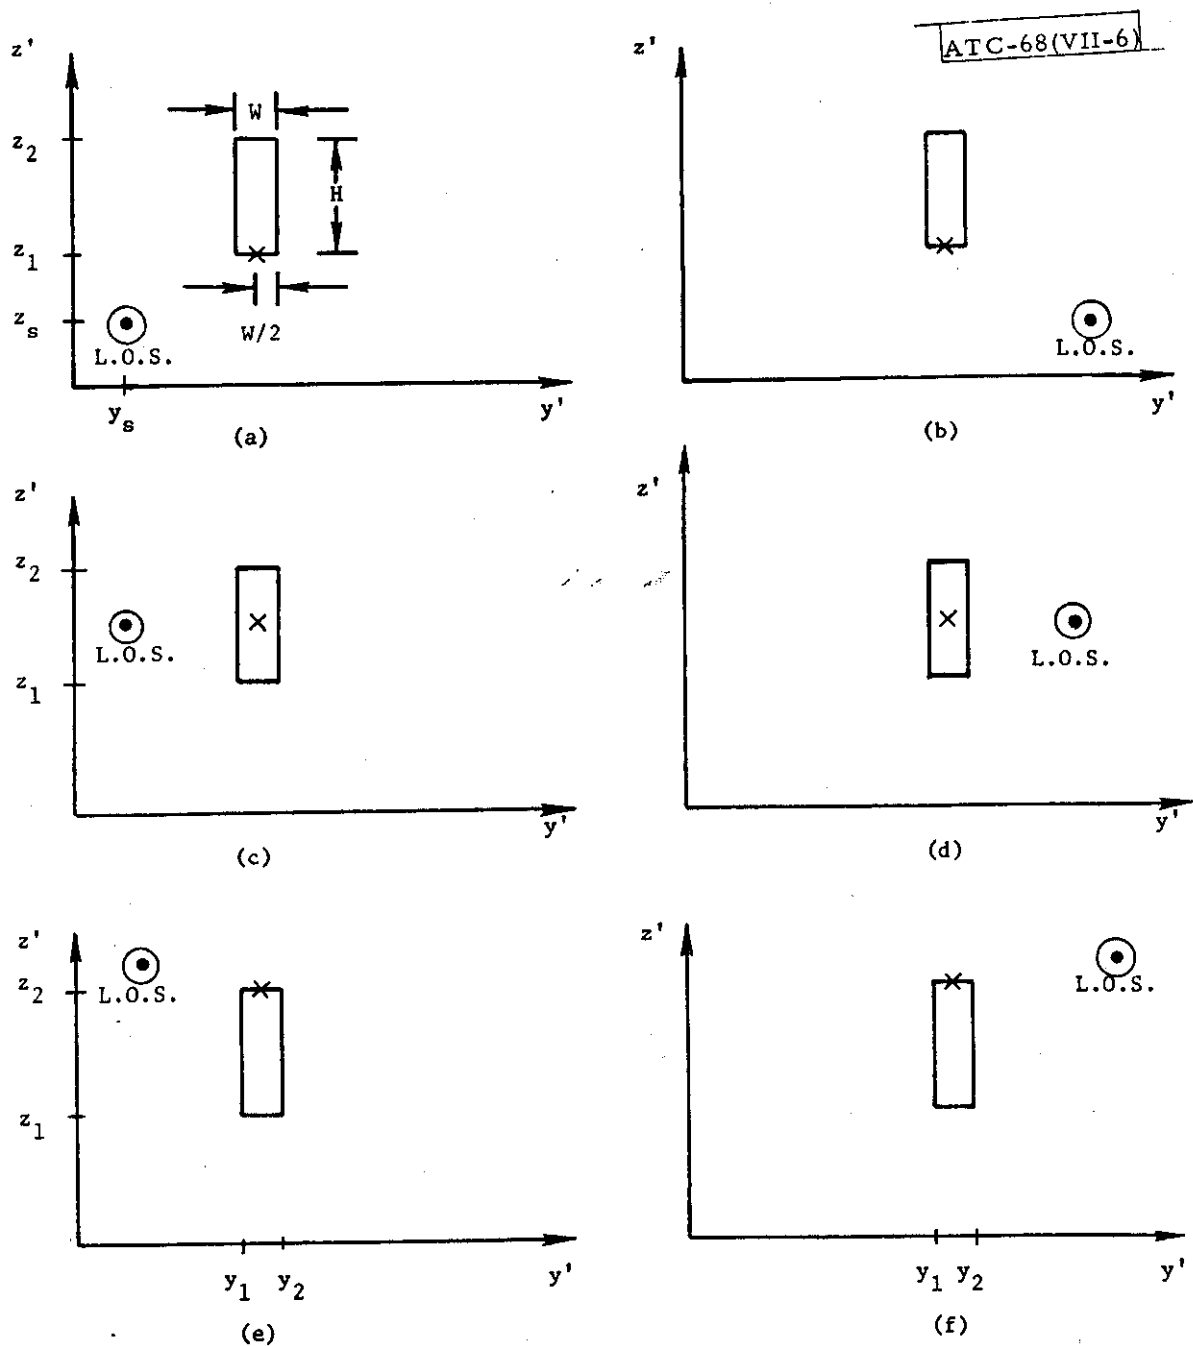 ATC-68(VII-6)
z'
z2
z1
zs
W
H
W/2
L.O.S.
ys
y'
(a)
z'
L.O.S.
y'
(b)
z'
z2
z1
L.O.S.
y'
(c)
z'
L.O.S.
y'
(d)
z'
z2
z1
L.O.S.
y1 y2
y'
(e)
z'
L.O.S.
y1 y2
y'
(f)